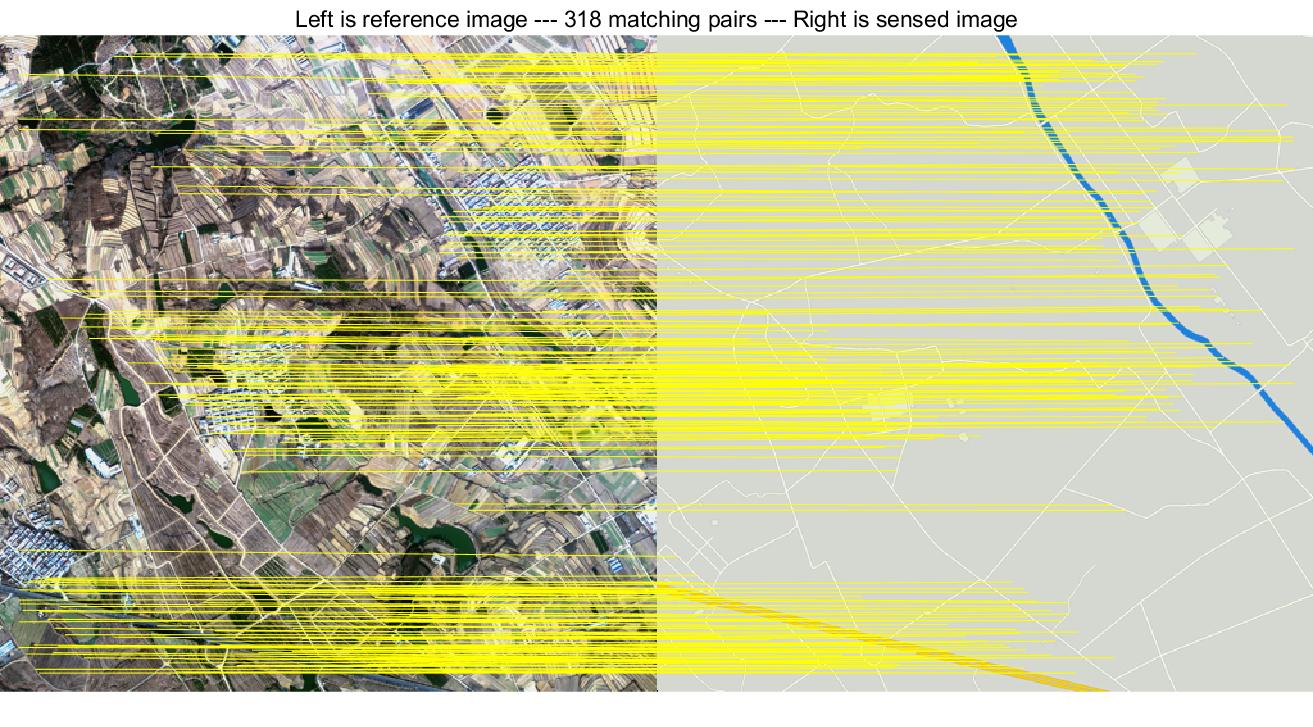 Left is reference image --- 318 matching pairs --- Right is sensed image